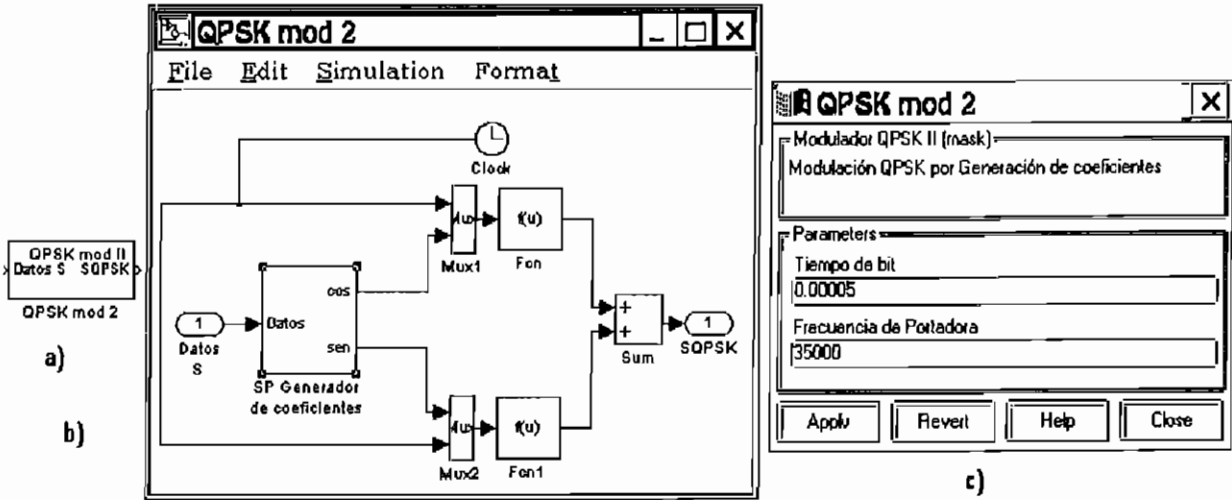 QPSK mod 2
File Edit Simulation Format
Clock
Mux1
f(u)
Fcn
QPSK mod II
Datos S SQPSK
QPSK mod 2
a)
b)
1
Datos
S
Datos
cos
sen
SP Generador
de coeficientes
Mux2
f(u)
Fcn1
+
+
Sum
1
SQPSK
QPSK mod 2
Modulador QPSK II (mask)
Modulación QPSK por Generación de coeficientes
Parameters
Tiempo de bit
0.00005
Frecuencia de Portadora
35000
Apply Revert Help Close
c)